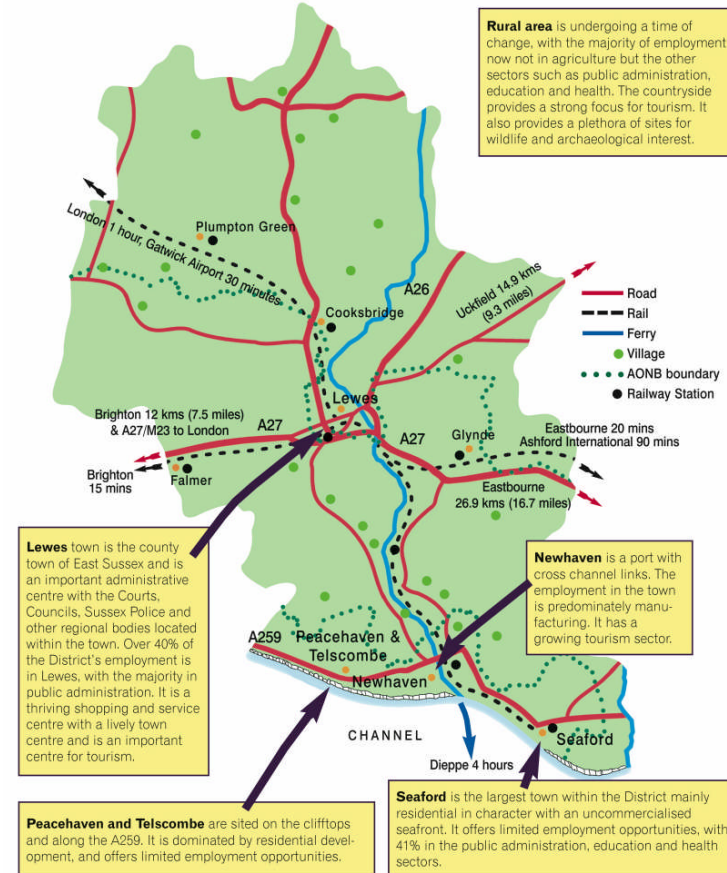 Rural area is undergoing a time of
change, with the majority of employment
now not in agriculture but the other
sectors such as public administration,
education and health. The countryside
provides a strong focus for tourism. It
also provides a plethora of sites for
wildlife and archaeological interest.
London 1 hour, Gatwick Airport 30 minutes
Plumpton Green
Cooksbridge
A26
Uckfield 14.9 kms
(9.3 miles)
Road
Rail
Ferry
Village
AONB boundary
Railway Station
Lewes
Brighton 12 kms (7.5 miles)
& A27/M23 to London
A27
A27
Glynde
Eastbourne 20 mins
Ashford International 90 mins
Brighton
15 mins
Falmer
Eastbourne
26.9 kms (16.7 miles)
Lewes town is the county
town of East Sussex and is
an important administrative
centre with the Courts,
Councils, Sussex Police and
other regional bodies located
within the town. Over 40% of
the District's employment is
in Lewes, with the majority in
public administration. It is a
thriving shopping and service
centre with a lively town
centre and is an important
centre for tourism.
Newhaven is a port with
cross channel links. The
employment in the town
is predominately manu-
facturing. It has a
growing tourism sector.
A259
Peacehaven &
Telscombe
Newhaven
CHANNEL
Dieppe 4 hours
Seaford
Peacehaven and Telscombe are sited on the clifftops
and along the A259. It is dominated by residential devel-
opment, and offers limited employment opportunities.
Seaford is the largest town within the District mainly
residential in character with an uncommercialised
seafront. It offers limited employment opportunities, with
41% in the public administration, education and health
sectors.